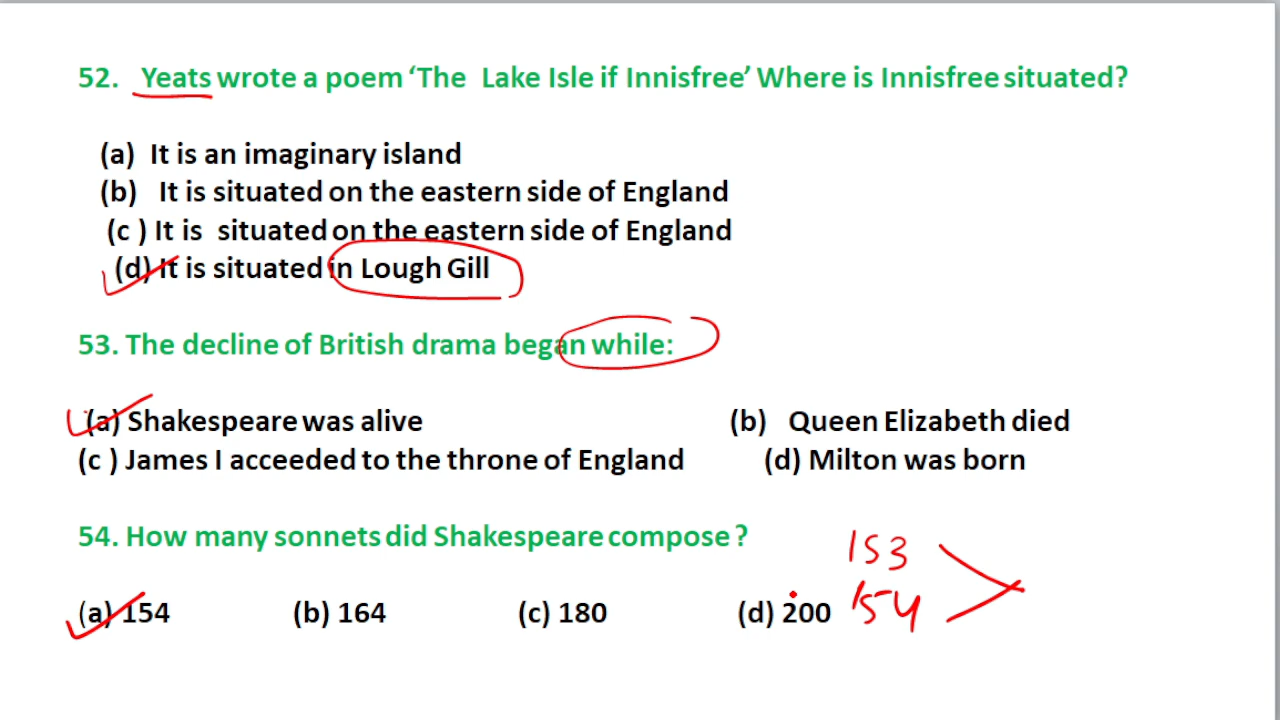 52. Yeats wrote a poem ‘The Lake Isle if Innisfree’ Where is Innisfree situated?
(a) It is an imaginary island
(b) It is situated on the eastern side of England
(c ) It is situated on the eastern side of England
(d) It is situated in Lough Gill
53. The decline of British drama began while:
(a) Shakespeare was alive (b) Queen Elizabeth died
(c ) James I acceeded to the throne of England (d) Milton was born
54. How many sonnets did Shakespeare compose ?
153
(a) 154 (b) 164 (c) 180 (d) 200 154